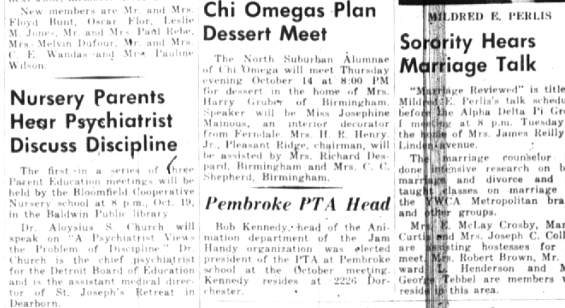 New members are Mr. and Mrs.
Floyd Bunt, Oscar Flor, Leslie
M. Jones, Mr. and Mrs. Paul Rebe,
Mrs. Melvin Dufour, Mr. and Mrs.
C. E. Wandas and Mrs. Pauline
Wilson.
Nursery Parents
Hear Psychiatrist
Discuss Discipline
The first in a series of three
Parent Education meetings will be
held by the Bloomfield Cooperative
Nursery school at 8 p.m., Oct. 19,
in the Baldwin Public library
Dr. Aloysius S. Church will
speak on "A Psychiatrist Views
the Problem of Discipline" Dr.
Church is the chief psychiatrist
for the Detroit Board of Education
and is the assistant medical direc-
tor of St. Joseph's Retreat in
Dearborn.
Chi Omegas Plan
Dessert Meet
The North Suburban Alumnae
of Chi Omega will meet Thursday
evening October 14 at 8:00 PM
for dessert in the home of Mrs.
Harry Gruber of Birmingham.
Speaker will be Miss Josephine
Mainous, an interior decorator
from Ferndale. Mrs. H. R. Henry,
Jr., Pleasant Ridge, chairman, will
be assisted by Mrs. Richard Des-
pard, Birmingham and Mrs. C. C.
Shepherd, Birmingham.
Pembroke PTA Head
Bob Kennedy, head of the Ani-
mation department of the Jam
Handy organization was elected
president of the PTA at Pembroke
school at the October meeting.
Kennedy resides at 2226 Dor-
chester.
MILDRED E. PERLIS
Sorority Hears
Marriage Talk
"Marriage Reviewed" is title
Mildred E. Perlis's talk schedu
before the Alpha Delta Pi Gr
I meeting at 8 p.m. Tuesday
the home of Mrs. James Reilly
Linden avenue.
The marriage counselor
done intensive research on
marriage and divorce and
taught classes on marriage
the YWCA Metropolitan bra
and other groups.
Mrs. E. McLay Crosby, Mar
Curtis and Mrs. Joseph C. Coll
are assisting hostesses for
meet. Mrs. Robert Brown, Mr.
ward L. Henderson and M
George Tebbel are members w
reside in this area.